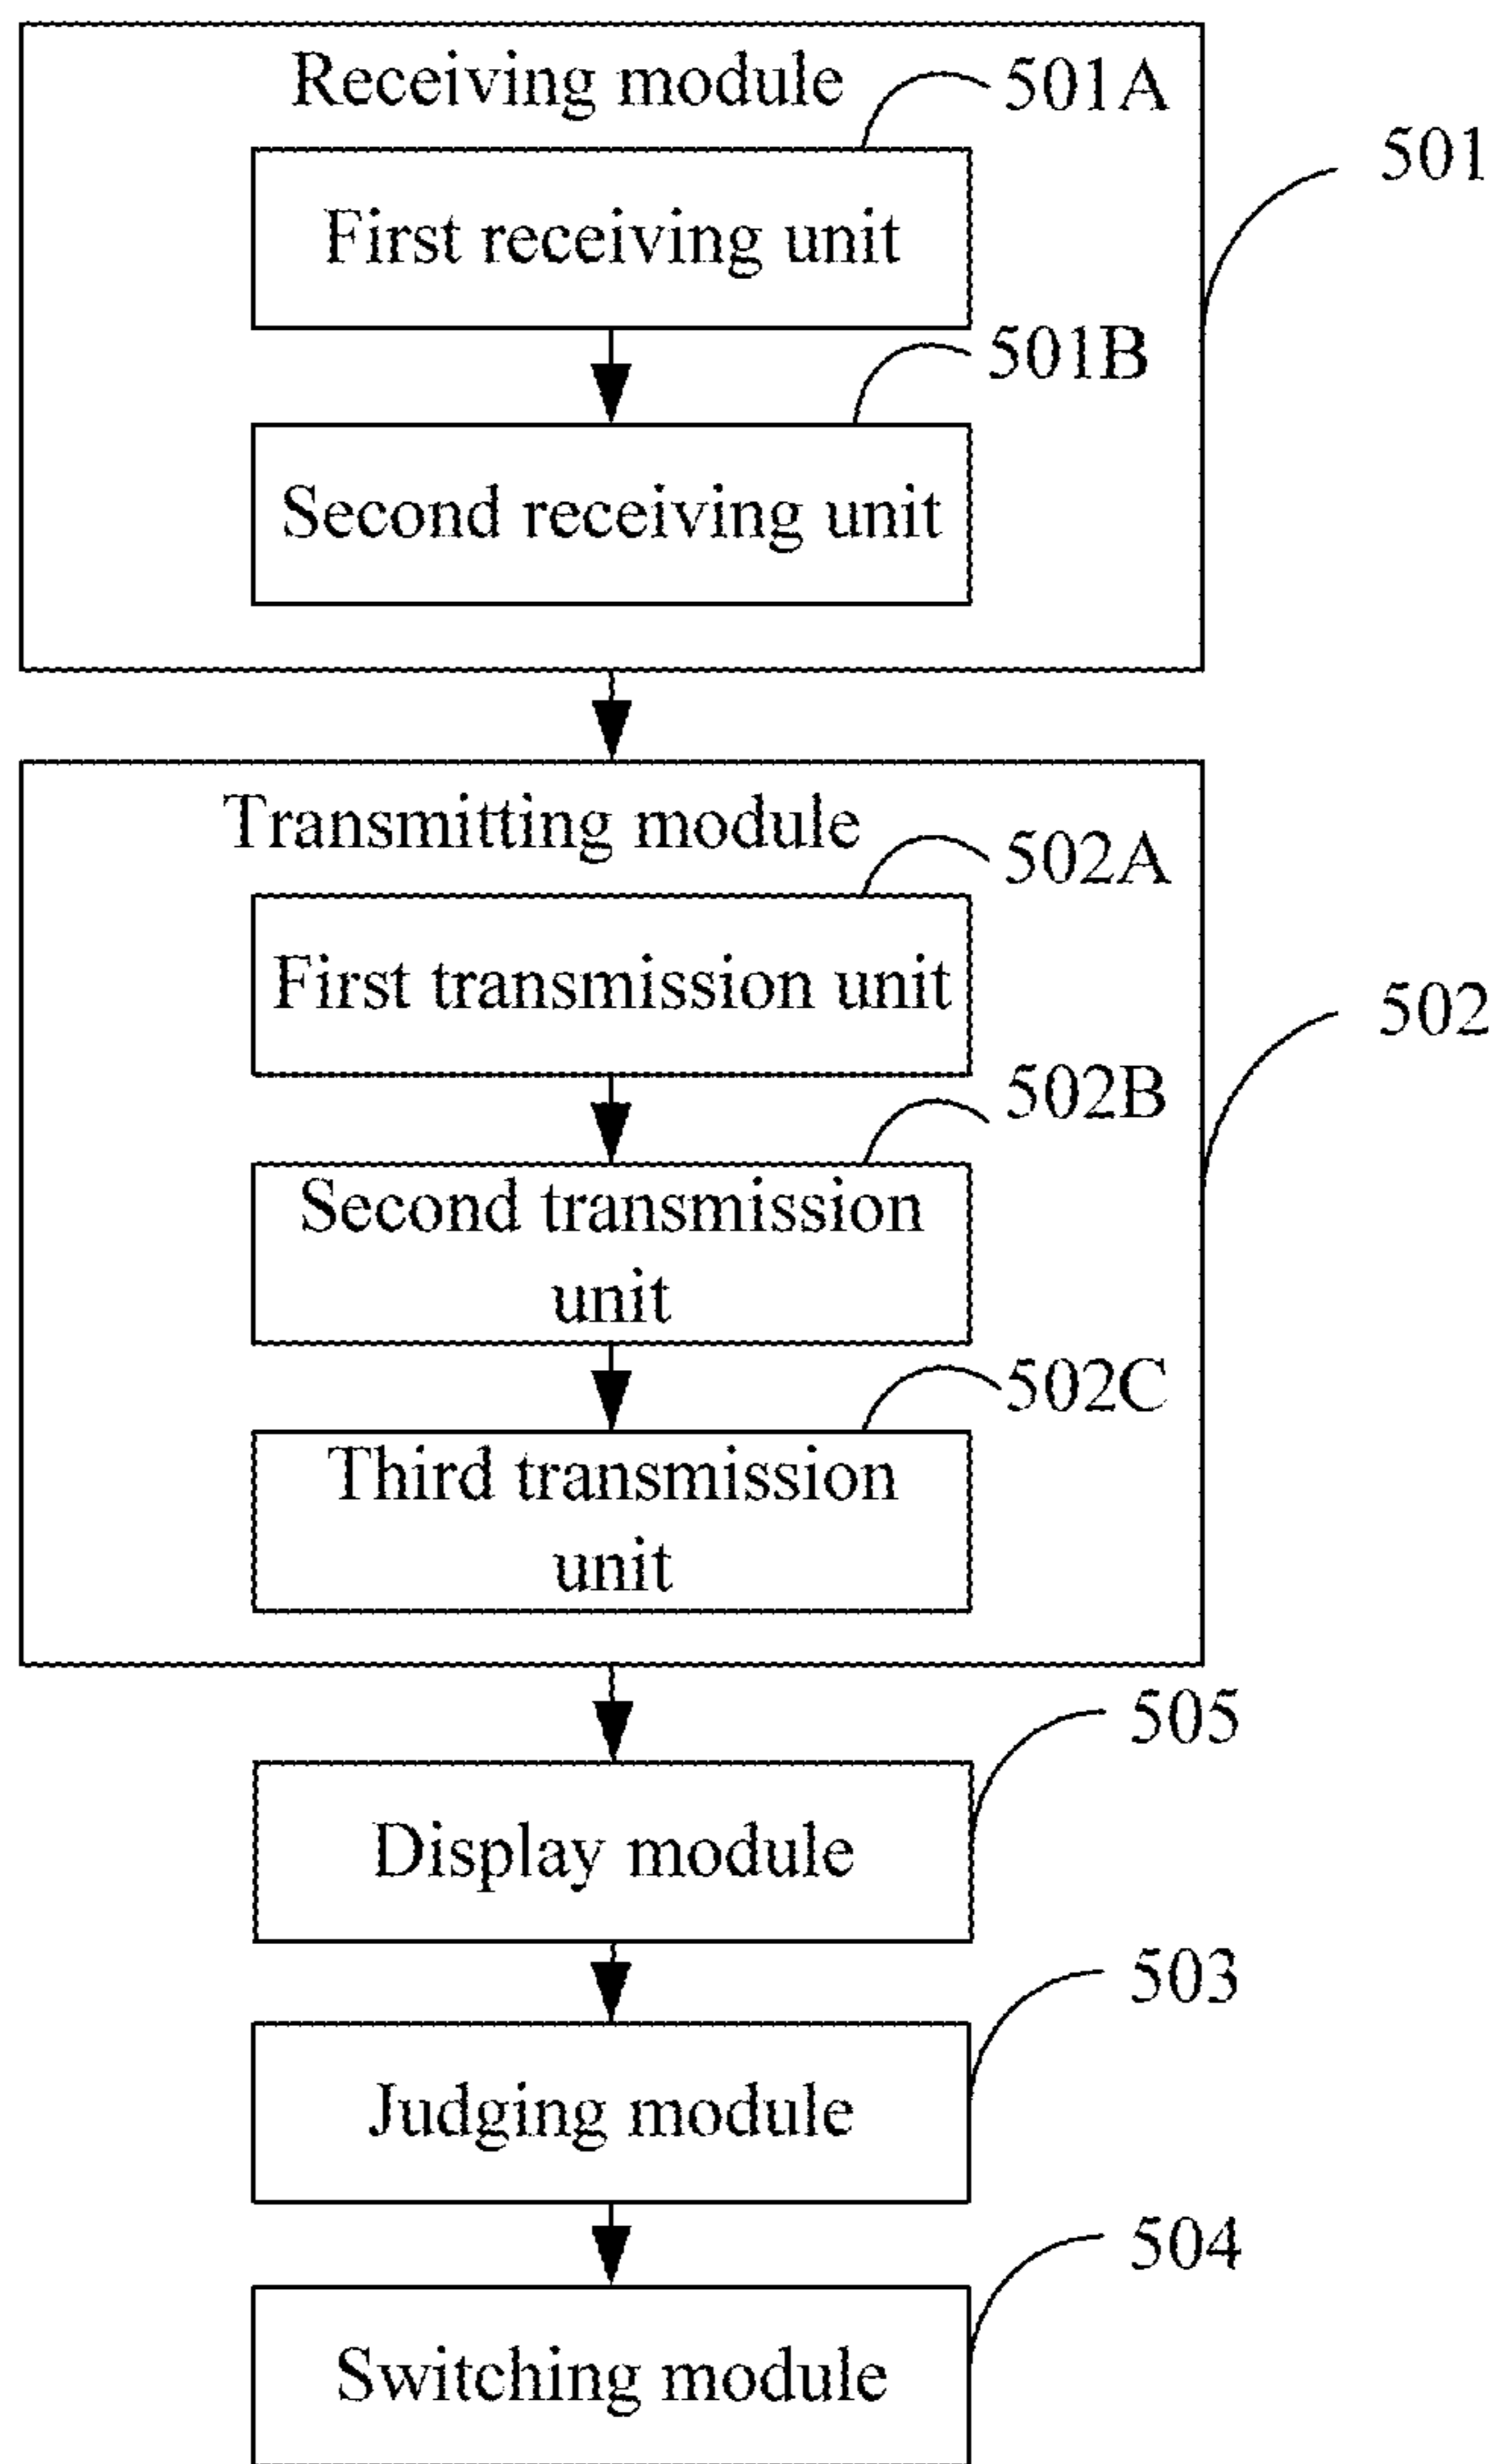 Receiving module
501A
501
First receiving unit
501B
Second receiving unit
Transmitting module
502A
First transmission unit
502
502B
Second transmission
unit
502C
Third transmission
unit
505
Display module
503
Judging module
504
Switching module